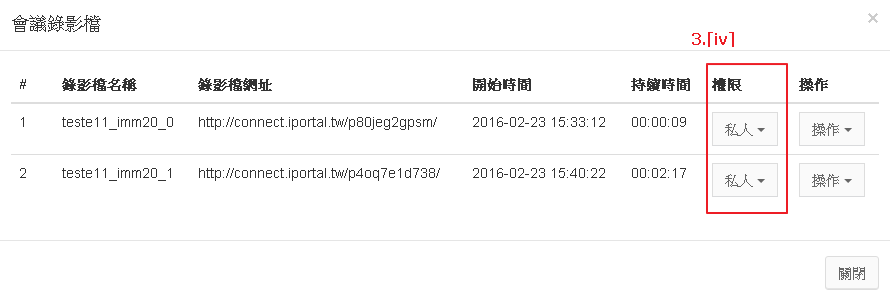 會議錄影檔 ×
3.[iv]
# 錄影檔名稱 錄影檔網址 開始時間 持續時間 權限 操作
1 teste11_imm20_0 http://connect.iportal.tw/p80jeg2gpsm/ 2016-02-23 15:33:12 00:00:09 私人 操作
2 teste11_imm20_1 http://connect.iportal.tw/p4oq7e1d738/ 2016-02-23 15:40:22 00:02:17 私人 操作
關閉